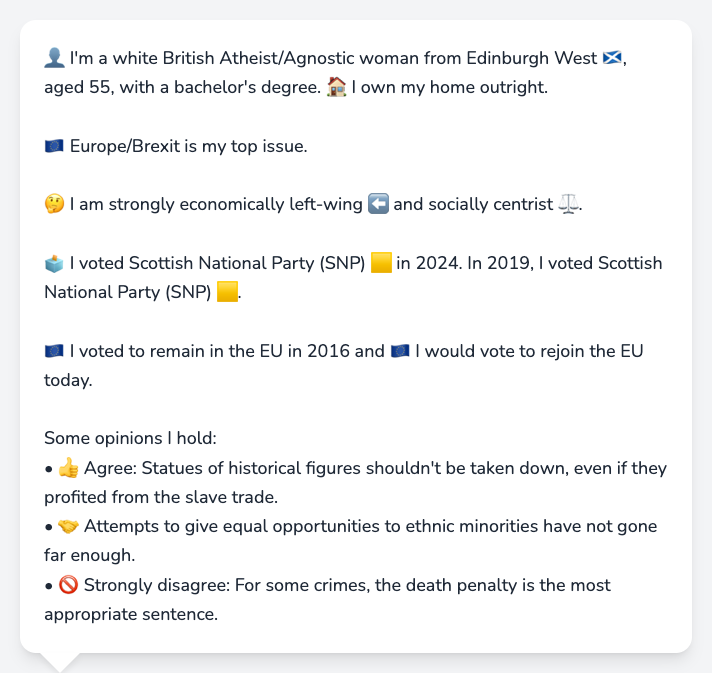 👤 I'm a white British Atheist/Agnostic woman from Edinburgh West 🏴󠁧󠁢󠁳󠁣󠁴󠁿,
aged 55, with a bachelor's degree. 🏠 I own my home outright.
🇪🇺 Europe/Brexit is my top issue.
🤔 I am strongly economically left-wing ⬅️ and socially centrist ⚖️.
🗳️ I voted Scottish National Party (SNP) 🟨 in 2024. In 2019, I voted Scottish
National Party (SNP) 🟨.
🇪🇺 I voted to remain in the EU in 2016 and 🇪🇺 I would vote to rejoin the EU
today.
Some opinions I hold:
• 👍 Agree: Statues of historical figures shouldn't be taken down, even if they
profited from the slave trade.
• 🤝 Attempts to give equal opportunities to ethnic minorities have not gone
far enough.
• 🚫 Strongly disagree: For some crimes, the death penalty is the most
appropriate sentence.